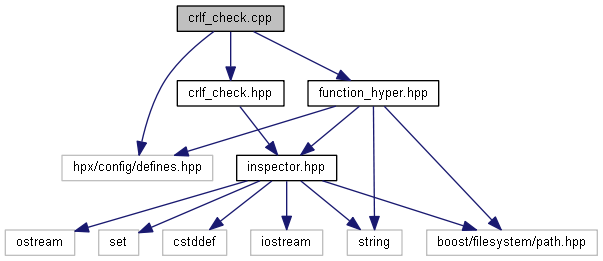 crlf_check.cpp
crlf_check.hpp
function_hyper.hpp
hpx/config/defines.hpp
inspector.hpp
ostream
set
cstddef
iostream
string
boost/filesystem/path.hpp